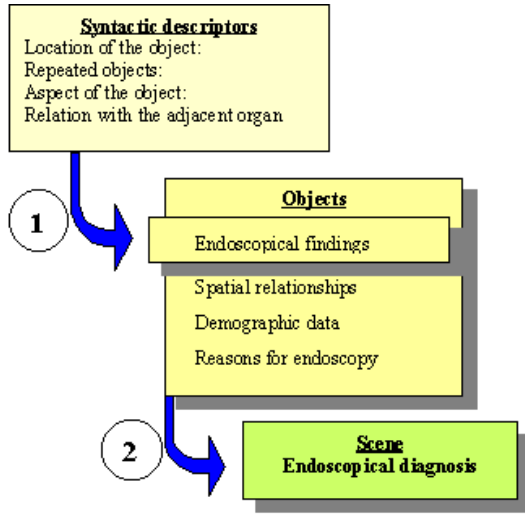 Syntactic descriptors
Location of the object:
Repeated objects:
Aspect of the object:
Relation with the adjacent organ
1
Objects
Endoscopical findings
Spatial relationships
Demographic data
Reasons for endoscopy
2
Scene
Endoscopical diagnosis